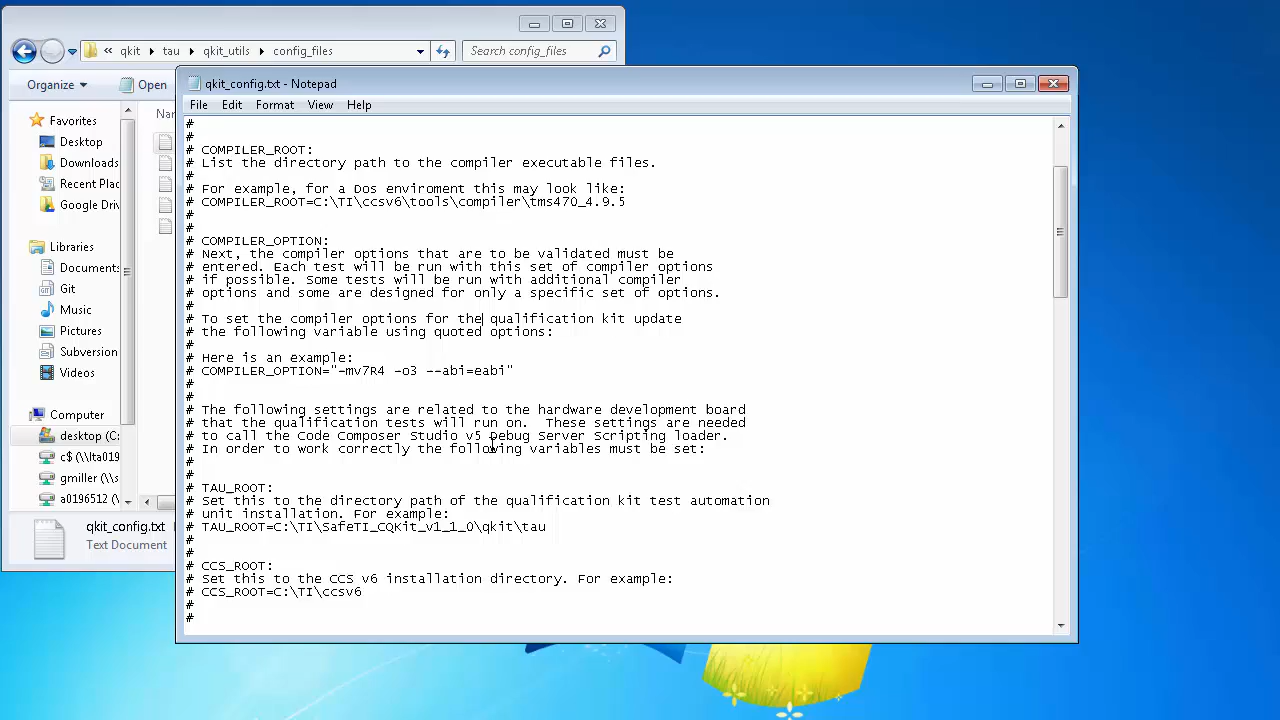 qkit
tau
qkit_utils
config_files
Search config_files
Organize
Open
Favorites
Desktop
Downloads
Recent Plac
Google Driv
Libraries
Documents
Git
Music
Pictures
Subversion
Videos
Computer
desktop (C:
c$ (\\lta019
gmiller (\\s
a0196512 (
qkit_config.txt
Text Document
qkit_config.txt - Notepad
File Edit Format View Help
#
#
# COMPILER_ROOT:
# List the directory path to the compiler executable files.
#
# For example, for a Dos enviroment this may look like:
# COMPILER_ROOT=C:\TI\ccsv6\tools\compiler\tms470_4.9.5
#
#
# COMPILER_OPTION:
# Next, the compiler options that are to be validated must be
# entered. Each test will be run with this set of compiler options
# if possible. Some tests will be run with additional compiler
# options and some are designed for only a specific set of options.
#
# To set the compiler options for the qualification kit update
# the following variable using quoted options:
#
# Here is an example:
# COMPILER_OPTION="-mv7R4 -o3 --abi=eabi"
#
#
# The following settings are related to the hardware development board
# that the qualification tests will run on.  These settings are needs
# to call the Code Composer Studio v5 Debug Server Scripting loader.
# In order to work correctly the following variables must be set:
#
#
# TAU_ROOT:
# Set this to the directory path of the qualification kit test automation
# unit installation. For example:
# TAU_ROOT=C:\TI\SafeTI_CQKit_v1_1_0\qkit\tau
#
#
# CCS_ROOT:
# Set this to the CCS v6 installation directory. For example:
# CCS_ROOT=C:\TI\ccsv6
#
#